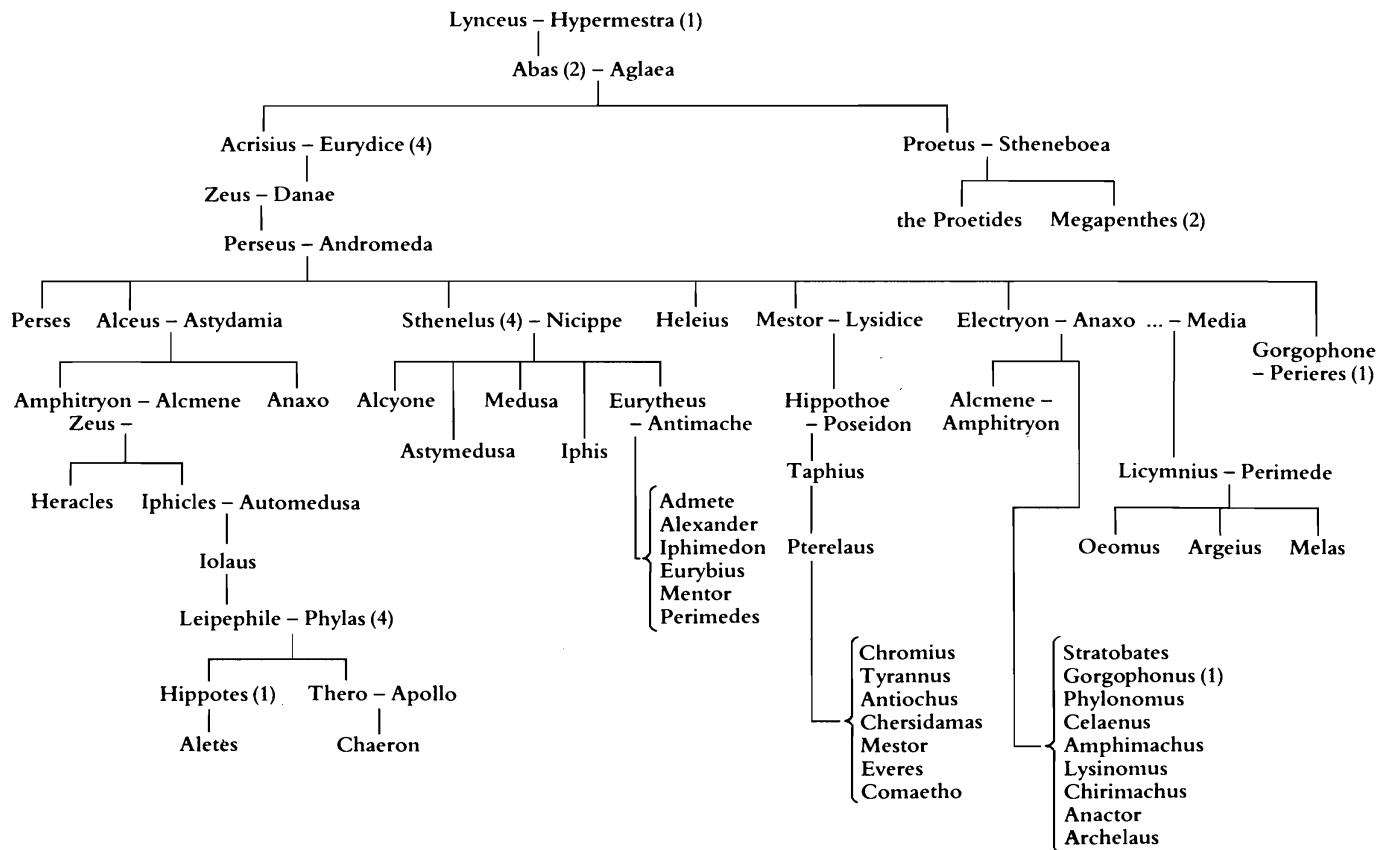 Lynceus – Hypermestra (1)
Abas (2) – Aglaea
Acrisius – Eurydice (4)
Proetus – Stheneboea
Zeus – Danae
the Proetides
Megapenthes (2)
Perseus – Andromeda
Perses
Alceus – Astydamia
Sthenelus (4) – Nicippe
Heleius
Mestor – Lysidice
Electryon – Anaxo
... – Media
Gorgophone
– Perieres (1)
Amphitryon – Alcmene
Zeus –
Anaxo
Alcyone
Astymedusa
Medusa
Iphis
Eurytheus
– Antimache
Hippothoe
– Poseidon
Alcmene –
Amphitryon
Taphius
Licymnius – Perimede
Heracles
Iphicles – Automedusa
Admete
Alexander
Iphimedon
Eurybius
Mentor
Perimedes
Pterelaus
Oeomus
Argeius
Melas
Iolaus
Leipephile – Phylas (4)
Hippotes (1)
Thero – Apollo
Aletes
Chaeron
Chromius
Tyrannus
Antiochus
Chersidamas
Mestor
Everes
Comaetho
Stratobates
Gorgophonus (1)
Phylonomus
Celaenus
Amphimachus
Lysinomus
Chirimachus
Anactor
Archelaus